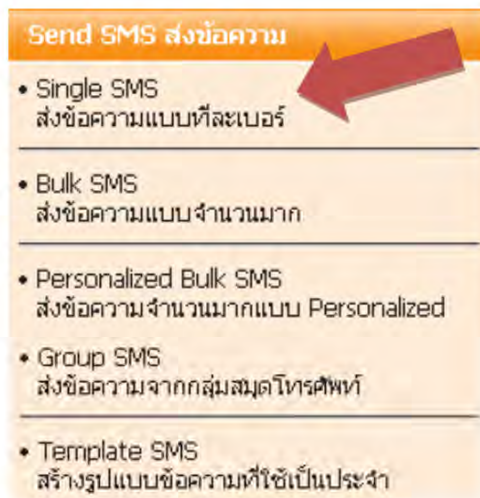 Send SMS ส่งข้อความ
• Single SMS
ส่งข้อความแบบทีละเบอร์
• Bulk SMS
ส่งข้อความแบบจำนวนมาก
• Personalized Bulk SMS
ส่งข้อความจำนวนมากแบบ Personalized
• Group SMS
ส่งข้อความจากกลุ่มสมุดโทรศัพท์
• Template SMS
สร้างรูปแบบข้อความที่ใช้เป็นประจำ